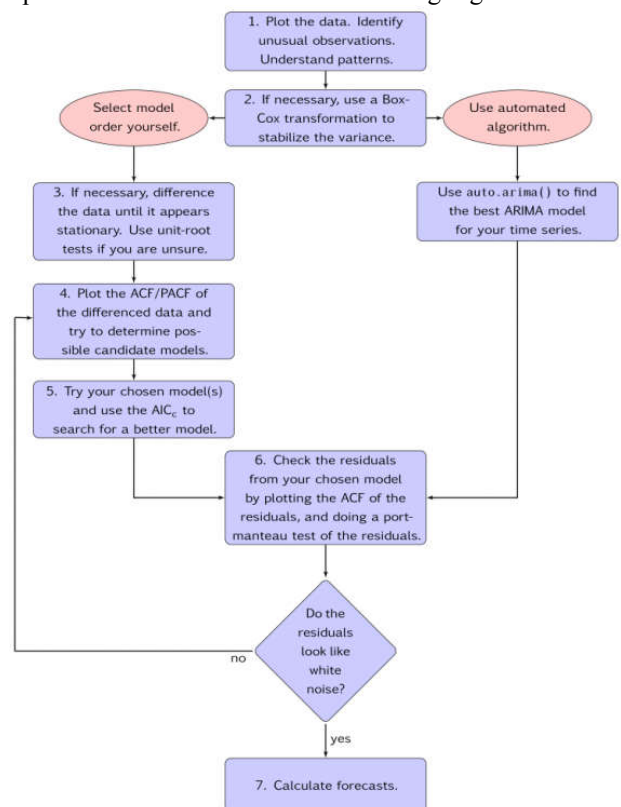 1. Plot the data. Identify
unusual observations.
Understand patterns.
Select model
order yourself.
2. If necessary, use a Box-
Cox transformation to
stabilize the variance.
Use automated
algorithm.
3. If necessary, difference
the data until it appears
stationary. Use unit-root
tests if you are unsure.
Use auto.arima() to find
the best ARIMA model
for your time series.
4. Plot the ACF/PACF of
the differenced data and
try to determine pos-
sible candidate models.
5. Try your chosen model(s)
and use the AICc to
search for a better model.
6. Check the residuals
from your chosen model
by plotting the ACF of the
residuals, and doing a port-
manteau test of the residuals.
Do the
residuals
look like
white
noise?
no
yes
7. Calculate forecasts.